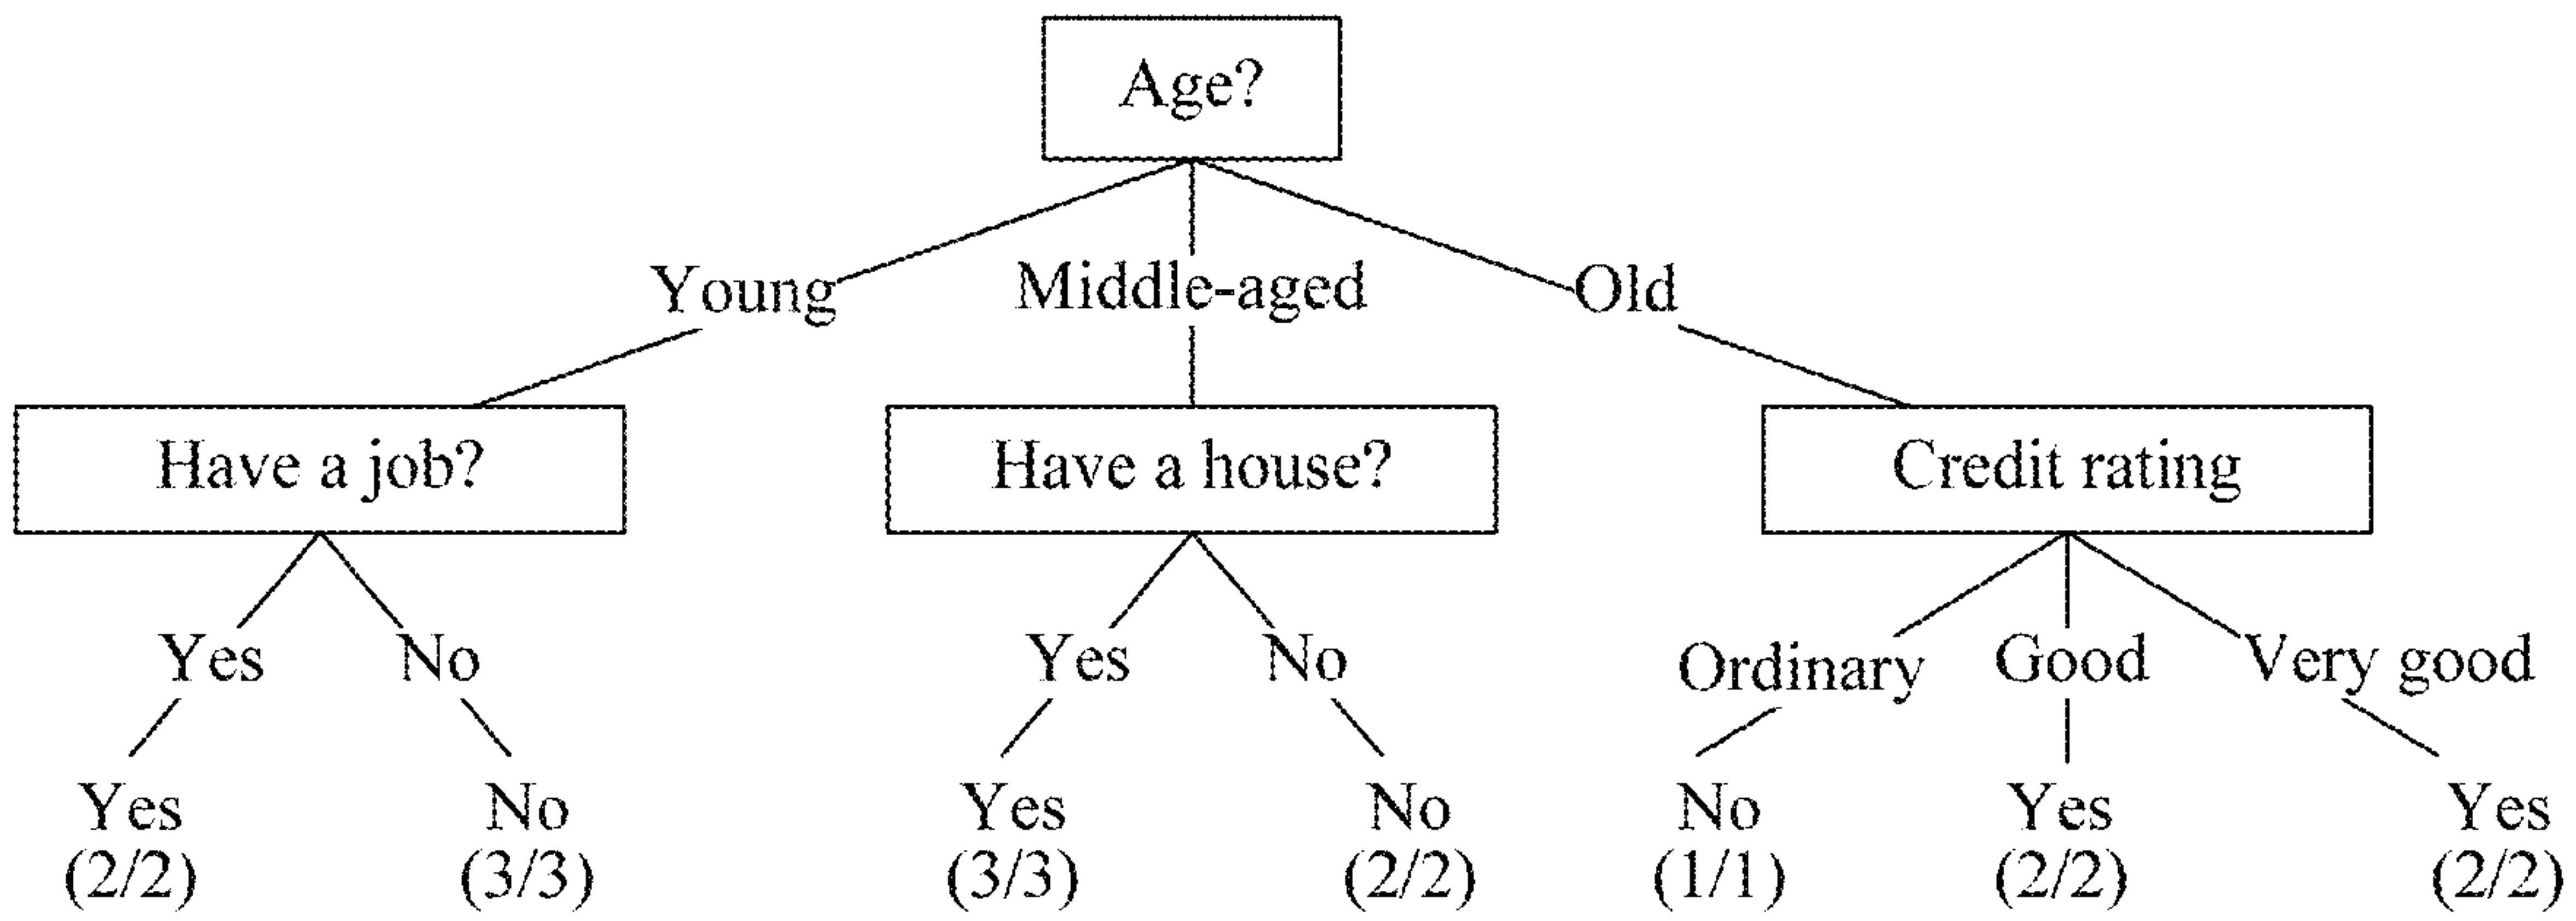 Age?
Young Middle-aged Old
Have a job? Have a house? Credit rating
Yes No Yes No Ordinary Good Very good
Yes No Yes No No Yes Yes
(2/2) (3/3) (3/3) (2/2) (1/1) (2/2) (2/2)